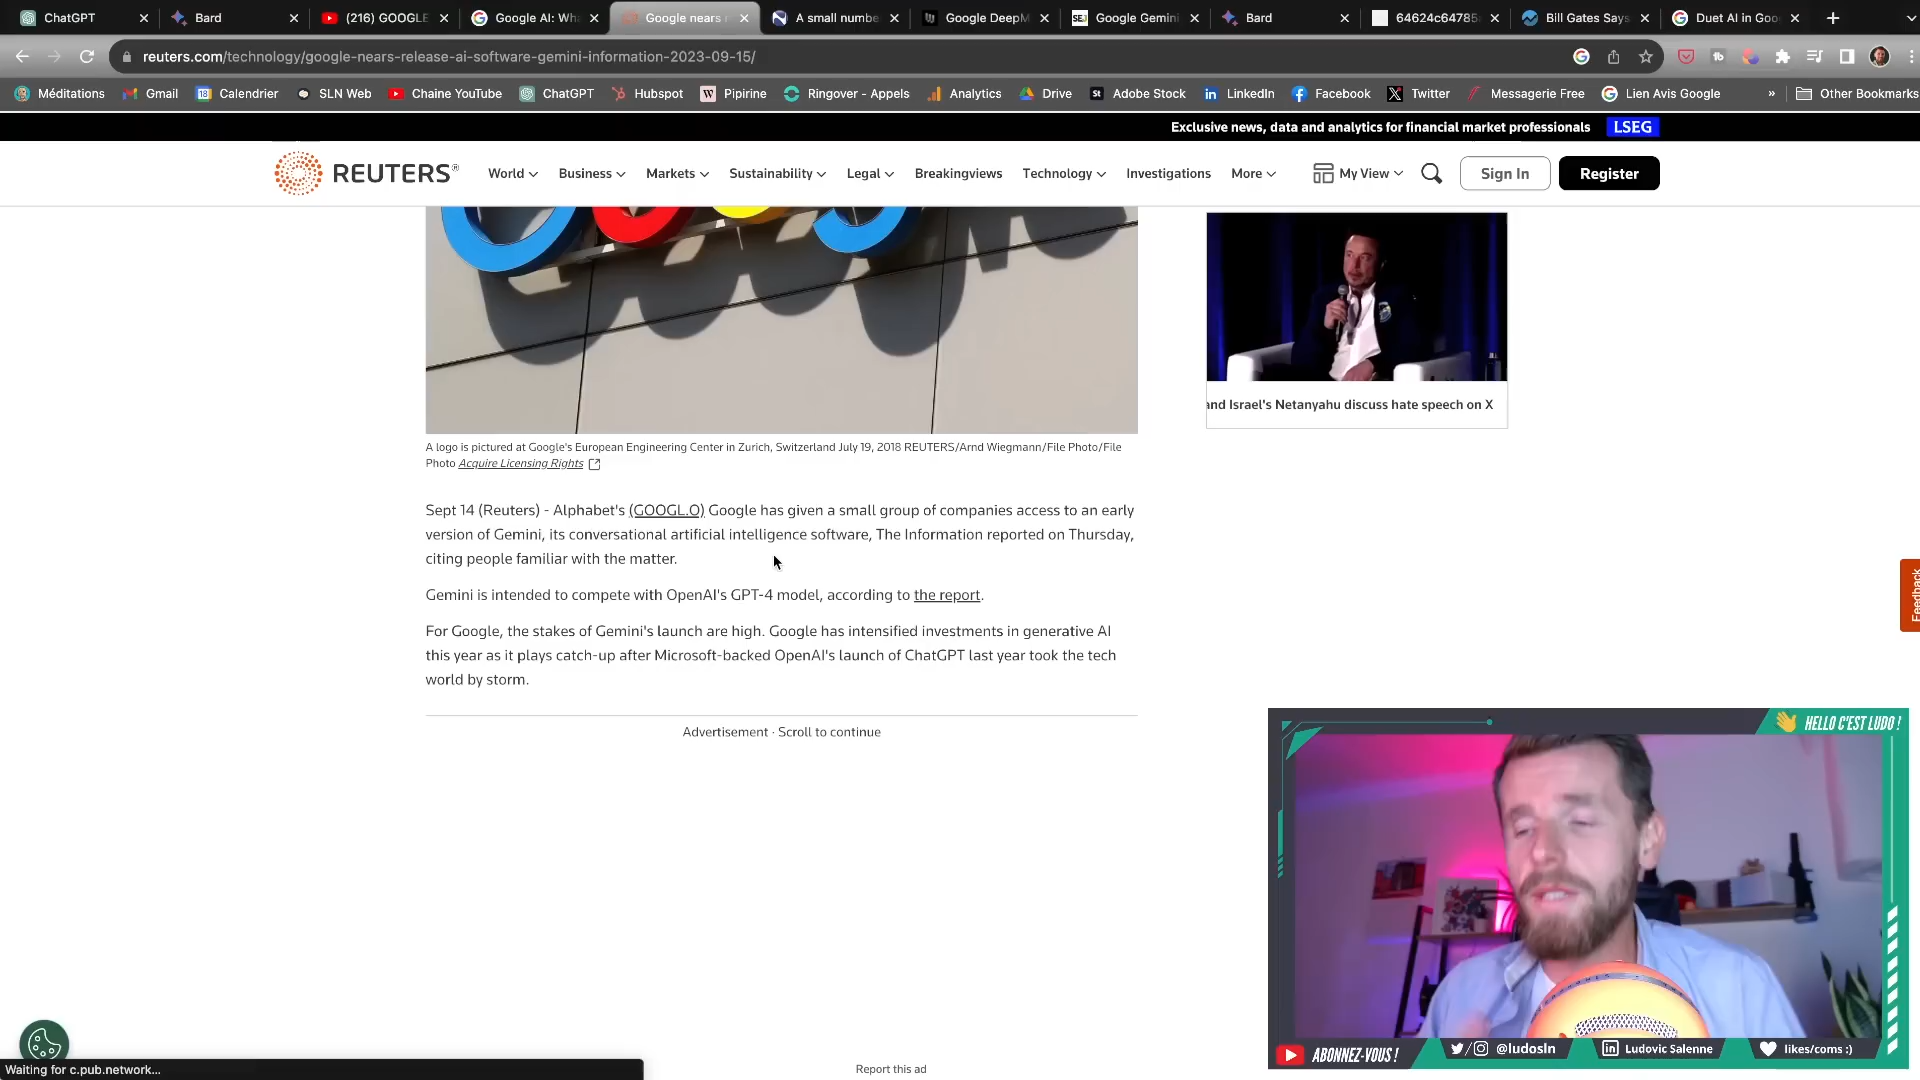 ChatGPT
Bard
(216) GOOGLE
Google AI: Wh
Google nears r
A small numbe
Google DeepM
Google Gemini
Bard
64624c64785
Bill Gates Says
Duet AI in Goo
reuters.com/technology/google-nears-release-ai-software-gemini-information-2023-09-15/
Méditations
Gmail
Calendrier
SLN Web
Chaine YouTube
ChatGPT
Hubspot
Pipirine
Ringover - Appels
Analytics
Drive
Adobe Stock
LinkedIn
Facebook
Twitter
Messagerie Free
Lien Avis Google
»
Other Bookmarks
Exclusive news, data and analytics for financial market professionals LSEG
REUTERS®
World
Business
Markets
Sustainability
Legal
Breakingviews
Technology
Investigations
More
My View
Sign In
Register
and Israel's Netanyahu discuss hate speech on X
A logo is pictured at Google's European Engineering Center in Zurich, Switzerland July 19, 2018 REUTERS/Arnd Wiegmann/File Photo/File
Photo Acquire Licensing Rights
Sept 14 (Reuters) - Alphabet's (GOOGL.O) Google has given a small group of companies access to an early
version of Gemini, its conversational artificial intelligence software, The Information reported on Thursday,
citing people familiar with the matter.
Gemini is intended to compete with OpenAI's GPT-4 model, according to the report.
For Google, the stakes of Gemini's launch are high. Google has intensified investments in generative AI
this year as it plays catch-up after Microsoft-backed OpenAI's launch of ChatGPT last year took the tech
world by storm.
Advertisement · Scroll to continue
Feedback
HELLO C'EST LUDO !
ABONNEZ-VOUS !
@ludosln
Ludovic Salenne
likes/coms :)
Waiting for c.pub.network...
Report this ad